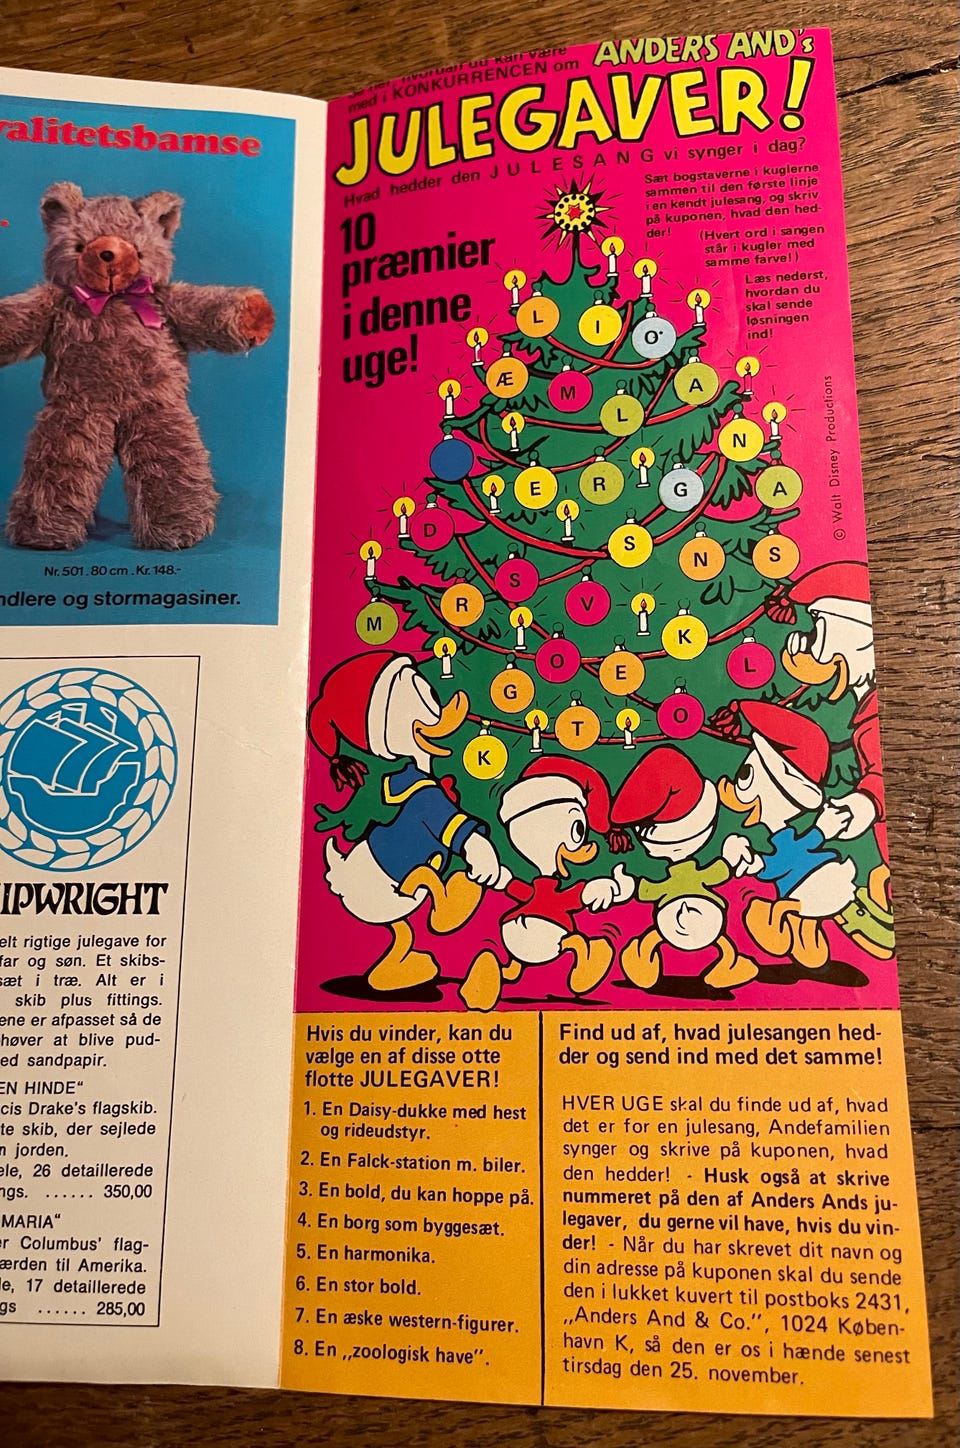 valitetsbamse
Nr. 501 . 80 cm . Kr. 148.-
ndlere og stormagasiner.
IPWRIGHT
elt rigtige julegave for
far og søn. Et skibs-
sæt i træ. Alt er i
skib plus fittings.
ene er afpasset så de
høver at blive pud-
ed sandpapir.
EN HINDE“
cis Drake's flagskib.
te skib, der sejlede
n jorden.
ele, 26 detaillerede
ngs. ...... 350,00
MARIA“
er Columbus' flag-
ærden til Amerika.
le, 17 detaillerede
gs ...... 285,00
hvordan du kan være
med i KONKURRENCEN om
ANDERS AND's
JULEGAVER!
Hvad hedder den JULESANG vi synger i dag?
10
præmier
i denne
uge!
Sæt bogstaverne i kuglerne
sammen til den første linje
i en kendt julesang, og skriv
på kuponen, hvad den hed-
der!
(Hvert ord i sangen
står i kugler med
samme farve!)
Læs nederst,
hvordan du
skal sende
løsningen
ind!
L I O
Æ M L A
N
E R G A
D S N S
S
M R V K
O E L
G
T O
K
© Walt Disney Productions
Hvis du vinder, kan du
vælge en af disse otte
flotte JULEGAVER!
1. En Daisy-dukke med hest
og rideudstyr.
2. En Falck-station m. biler.
3. En bold, du kan hoppe på.
4. En borg som byggesæt.
5. En harmonika.
6. En stor bold.
7. En æske western-figurer.
8. En „zoologisk have”.
Find ud af, hvad julesangen hed-
der og send ind med det samme!
HVER UGE skal du finde ud af, hvad
det er for en julesang, Andefamilien
synger og skrive på kuponen, hvad
den hedder! - Husk også at skrive
nummeret på den af Anders Ands ju-
legaver, du gerne vil have, hvis du vin-
der! - Når du har skrevet dit navn og
din adresse på kuponen skal du sende
den i lukket kuvert til postboks 2431,
„Anders And & Co.”, 1024 Køben-
havn K, så den er os i hænde senest
tirsdag den 25. november.